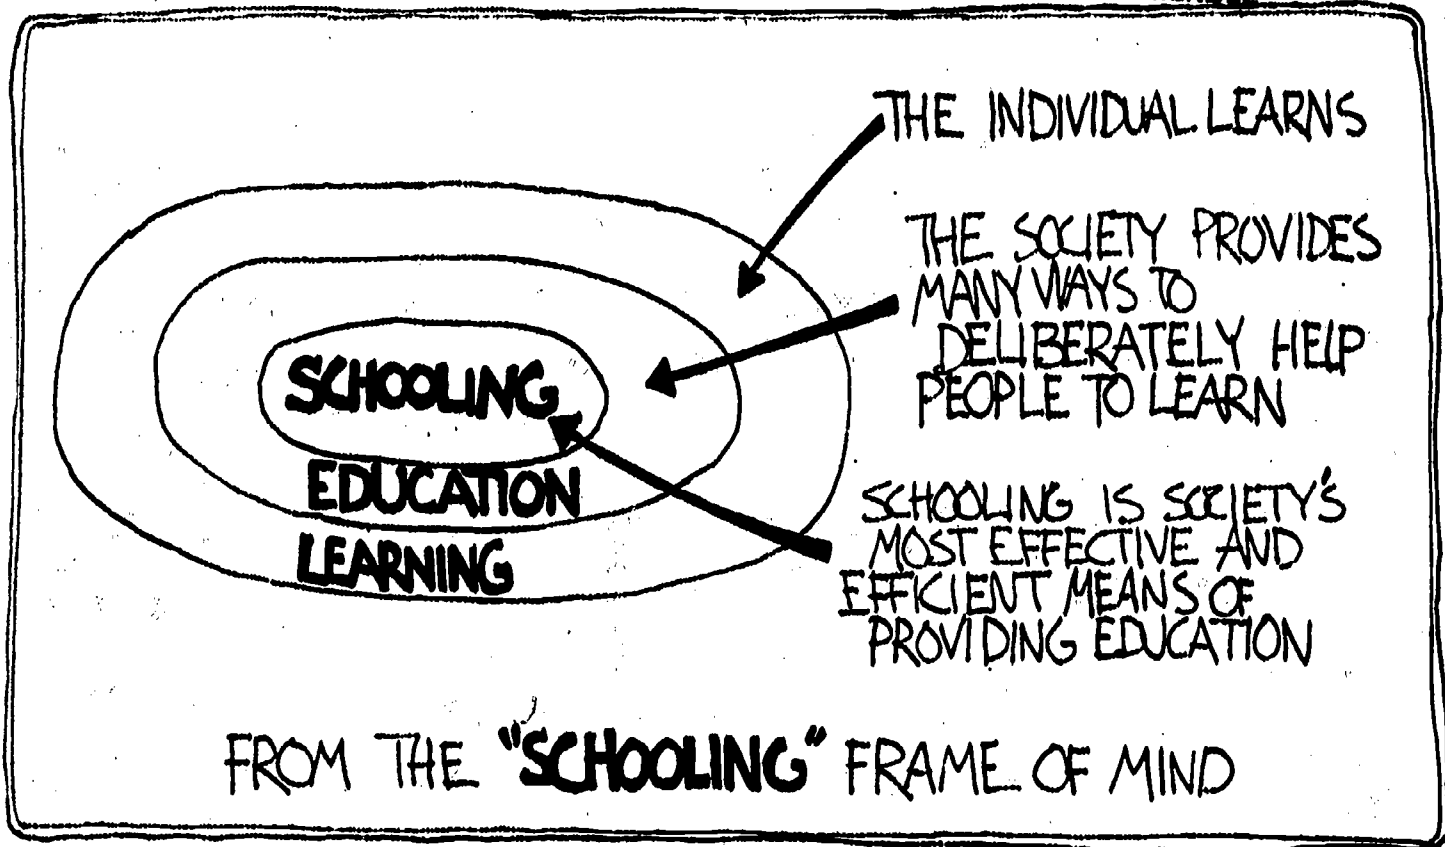 THE INDIVIDUAL LEARNS
THE SOCIETY PROVIDES
MANY WAYS TO
DELIBERATELY HELP
PEOPLE TO LEARN
SCHOOLING
EDUCATION
LEARNING
SCHOOLING IS SOCIETY'S
MOST EFFECTIVE AND
EFFICIENT MEANS OF
PROVIDING EDUCATION
FROM THE "SCHOOLING" FRAME OF MIND